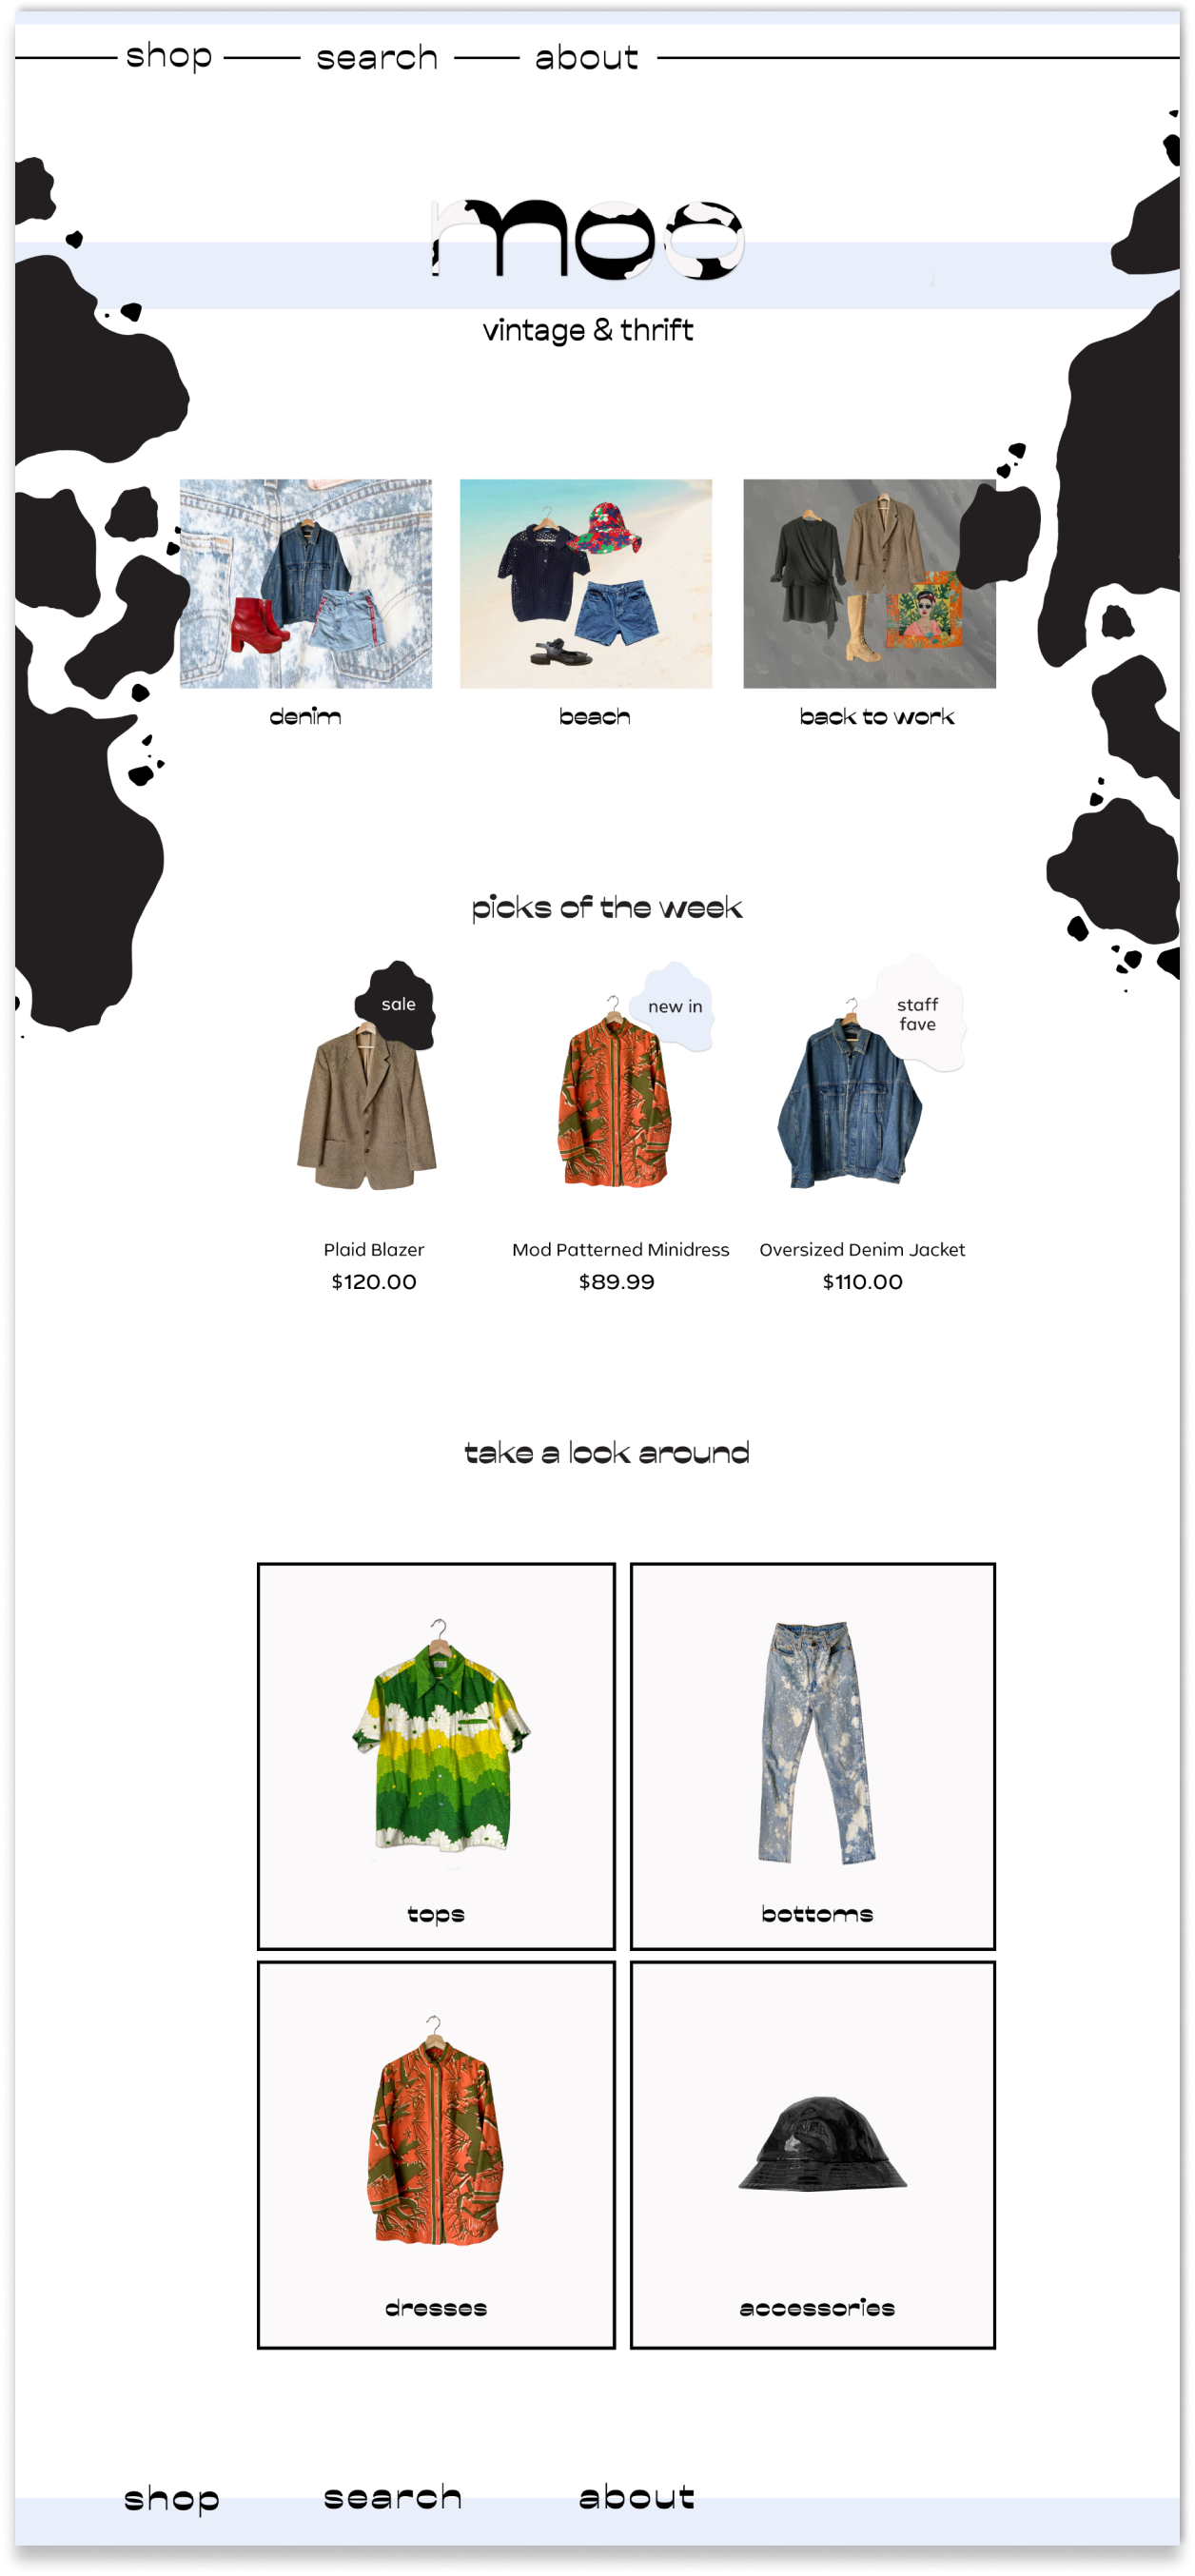 shop search about
moo
vintage & thrift
denim beach back to work
picks of the week
sale new in staff
fave
Plaid Blazer Mod Patterned Minidress Oversized Denim Jacket
$120.00 $89.99 $110.00
take a look around
tops bottoms
dresses accessories
shop search about